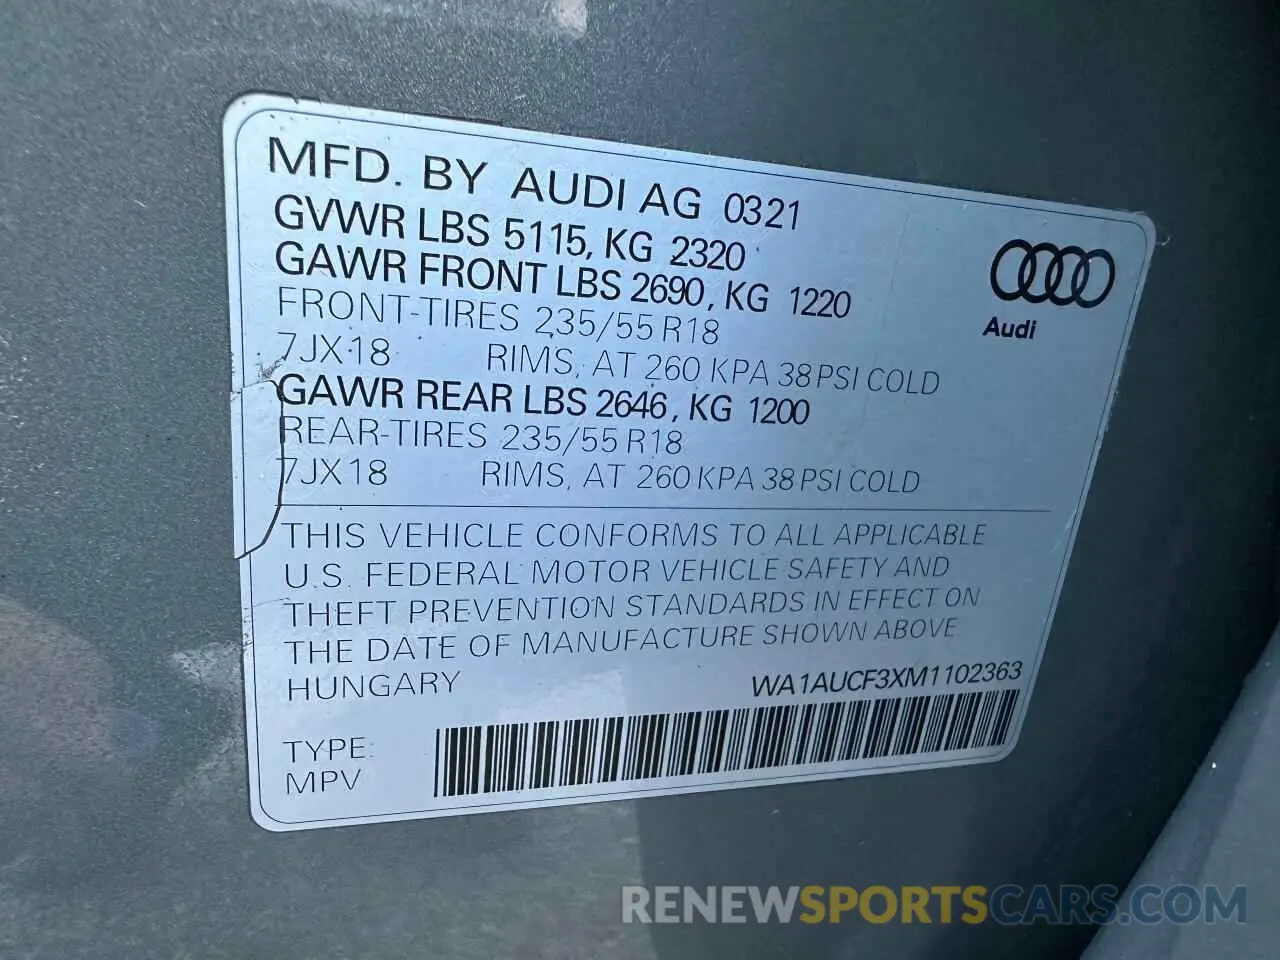 MFD. BY AUDI AG 0321
GVWR LBS 5115, KG 2320
GAWR FRONT LBS 2690, KG 1220
FRONT-TIRES 235/55 R18
7JX18 RIMS, AT 260 KPA 38 PSI COLD
GAWR REAR LBS 2646, KG 1200
REAR-TIRES 235/55 R18
7JX18 RIMS, AT 260 KPA 38 PSI COLD
Audi
THIS VEHICLE CONFORMS TO ALL APPLICABLE
U.S. FEDERAL MOTOR VEHICLE SAFETY AND
THEFT PREVENTION STANDARDS IN EFFECT ON
THE DATE OF MANUFACTURE SHOWN ABOVE
HUNGARY WA1AUCF3XM1102363
TYPE:
MPV
RENEWSPORTSCARS.COM